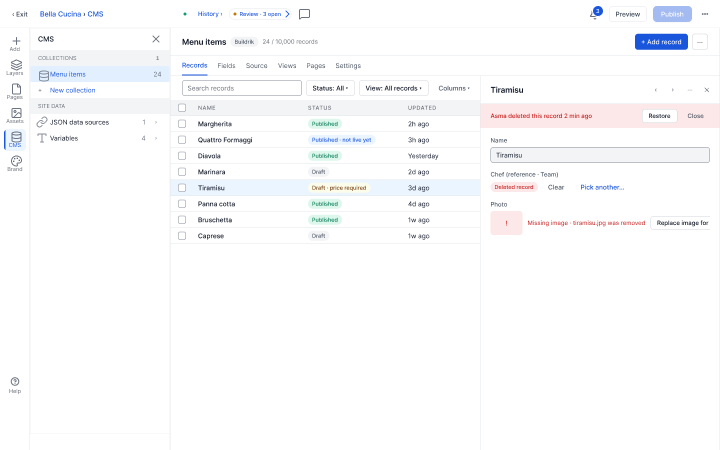 ‹ Exit
Bella Cucina › CMS
History ›
Review · 3 open
3
Preview
Publish
Add
Layers
Pages
Assets
CMS
Brand
Help
CMS
COLLECTIONS 1
Menu items 24
+ New collection
SITE DATA
JSON data sources 1
Variables 4
Menu items Buildrik 24 / 10,000 records
+ Add record
Records Fields Source Views Pages Settings
Search records
Status: All
View: All records
Columns
NAME STATUS UPDATED
Margherita Published 2h ago
Quattro Formaggi Published · not live yet 3h ago
Diavola Published Yesterday
Marinara Draft 2d ago
Tiramisu Draft · price required 3d ago
Panna cotta Published 4d ago
Bruschetta Published 1w ago
Caprese Draft 1w ago
Tiramisu
Asma deleted this record 2 min ago
Restore
Close
Name
Tiramisu
Chef (reference · Team)
Deleted record Clear Pick another...
Photo
! Missing image · tiramisu.jpg was removed
Replace image for